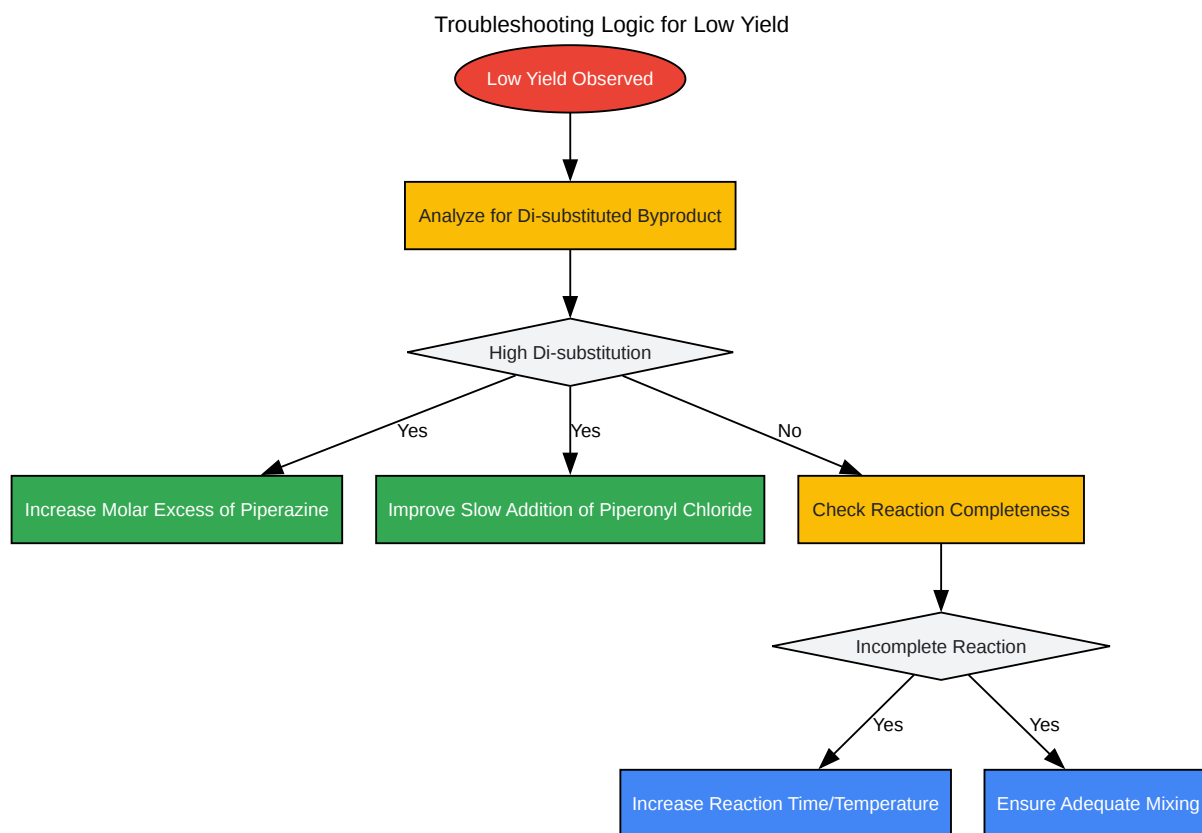 Troubleshooting Logic for Low Yield
Low Yield Observed
Analyze for Di-substituted Byproduct
High Di-substitution
Yes
Yes
No
Increase Molar Excess of Piperazine
Improve Slow Addition of Piperonyl Chloride
Check Reaction Completeness
Incomplete Reaction
Yes
Yes
Increase Reaction Time/Temperature
Ensure Adequate Mixing